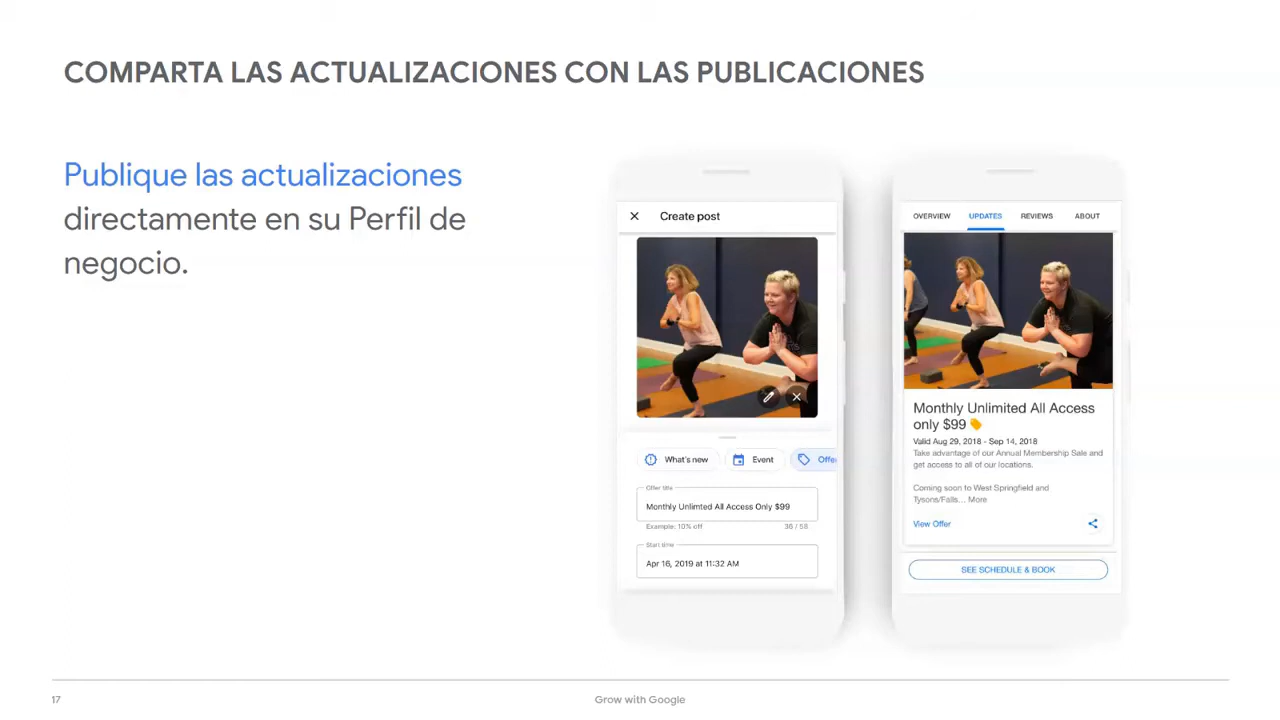 COMPARTA LAS ACTUALIZACIONES CON LAS PUBLICACIONES
Publique las actualizaciones
directamente en su Perfil de
negocio.
Create post
What's new
Event
Offer
Offer title
Monthly Unlimted All Access Only $99
Example: 10% off
36 / 58
Start time
Apr 16, 2019 at 11:32 AM
OVERVIEW
UPDATES
REVIEWS
ABOUT
Monthly Unlimited All Access
only $99
Valid Aug 29, 2018 - Sep 14, 2018
Take advantage of our Annual Membership Sale and
get access to all of our locations.
Coming soon to West Springfield and
Tysons/Falls... More
View Offer
SEE SCHEDULE & BOOK
17
Grow with Google